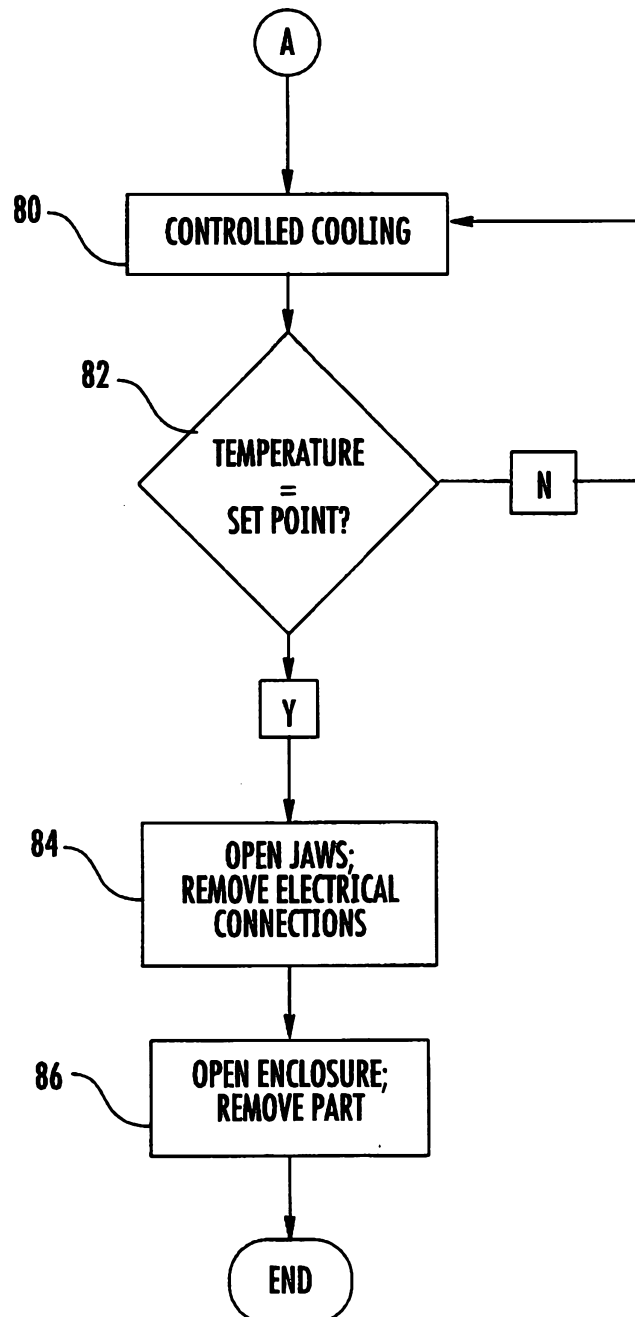 A
80
CONTROLLED COOLING
82
TEMPERATURE
=
SET POINT?
N
Y
84
OPEN JAWS;
REMOVE ELECTRICAL
CONNECTIONS
86
OPEN ENCLOSURE;
REMOVE PART
END